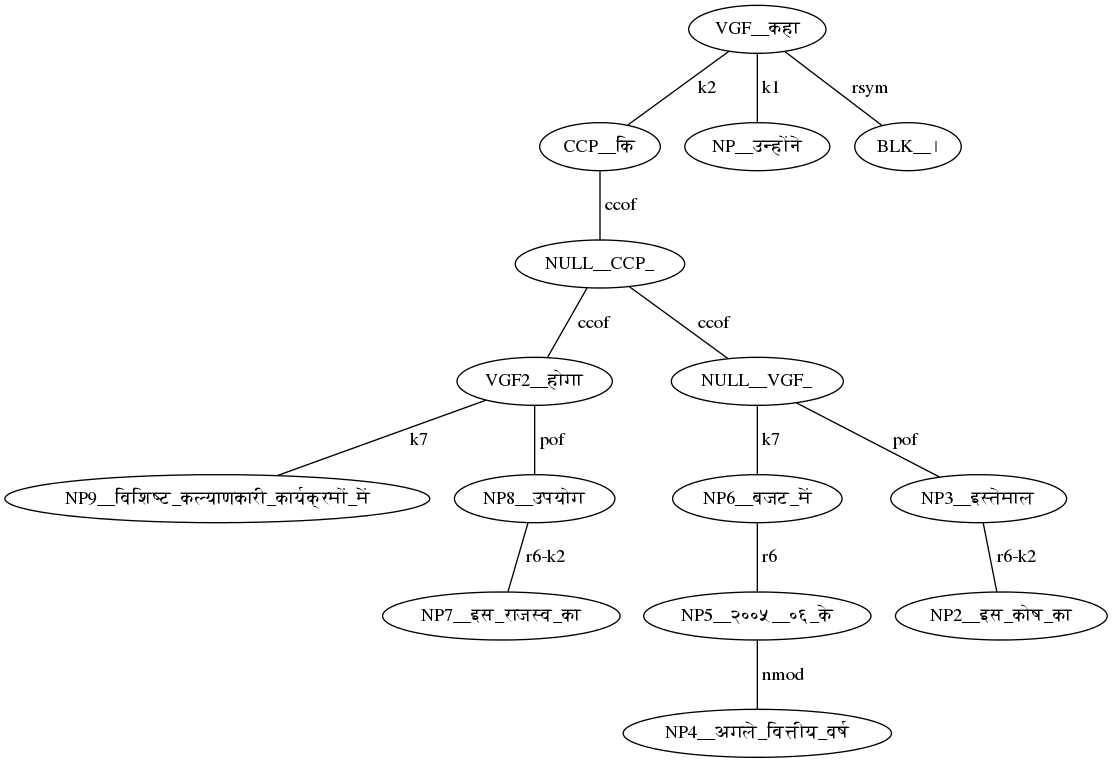 VGF__कहा
k2
k1
rsym
CCP__कि
NP__उन्होंने
BLK__।
ccof
NULL__CCP_
ccof
ccof
VGF2__होगा
NULL__VGF_
k7
pof
k7
pof
NP9__विशिष्ट_कल्याणकारी_कार्यक्रमों_में
NP8__उपयोग
NP6__बजट_में
NP3__इस्तेमाल
r6-k2
r6
r6-k2
NP7__इस_राजस्व_का
NP5__२००५__०६_के
NP2__इस_कोष_का
nmod
NP4__अगले_वित्तीय_वर्ष